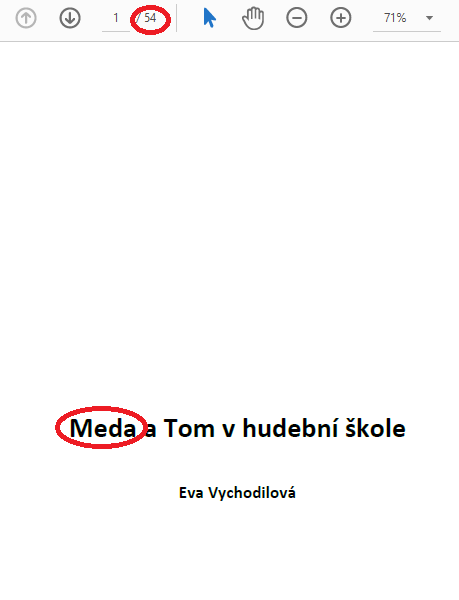 1 / 54 71%
Meda a Tom v hudební škole
Eva Vychodilová